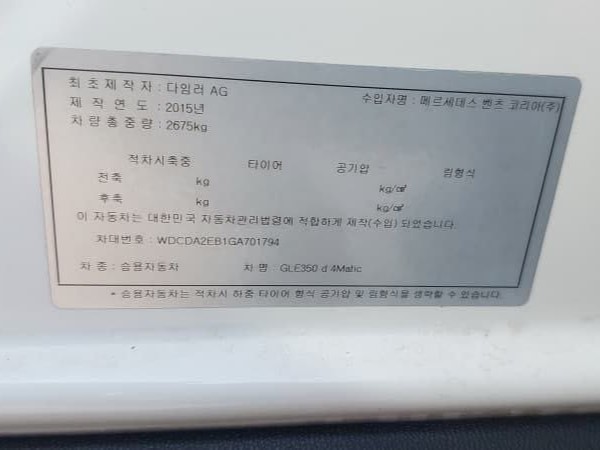 최초제작자 : 다임러 AG
수입자명 : 메르세데스 벤츠 코리아(주)
제 작 연 도 : 2015년
차 량 총 중 량 : 2675kg
적차시축중 타이어 공기압 림형식
전축 kg kg/㎠
후축 kg kg/㎠
이 자동차는 대한민국 자동차관리법령에 적합하게 제작(수입) 되었습니다.
차대번호 : WDCDA2EB1GA701794
차 종 : 승용자동차 차 명 : GLE350 d 4Matic
* 승용자동차는 적차시 하중 타이어 형식 공기압 및 림형식을 생략할 수 있습니다.